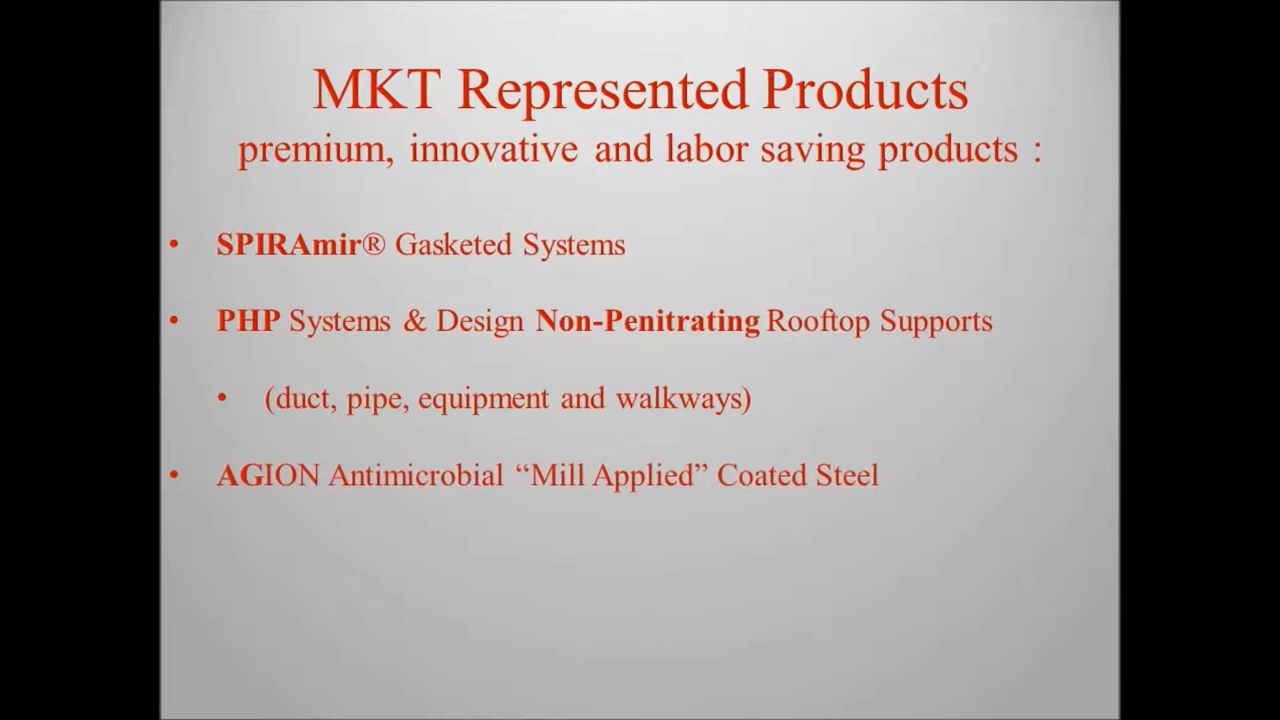 MKT Represented Products
premium, innovative and labor saving products :
• SPIRAmir® Gasketed Systems
• PHP Systems & Design Non-Penitrating Rooftop Supports
• (duct, pipe, equipment and walkways)
• AGION Antimicrobial “Mill Applied” Coated Steel